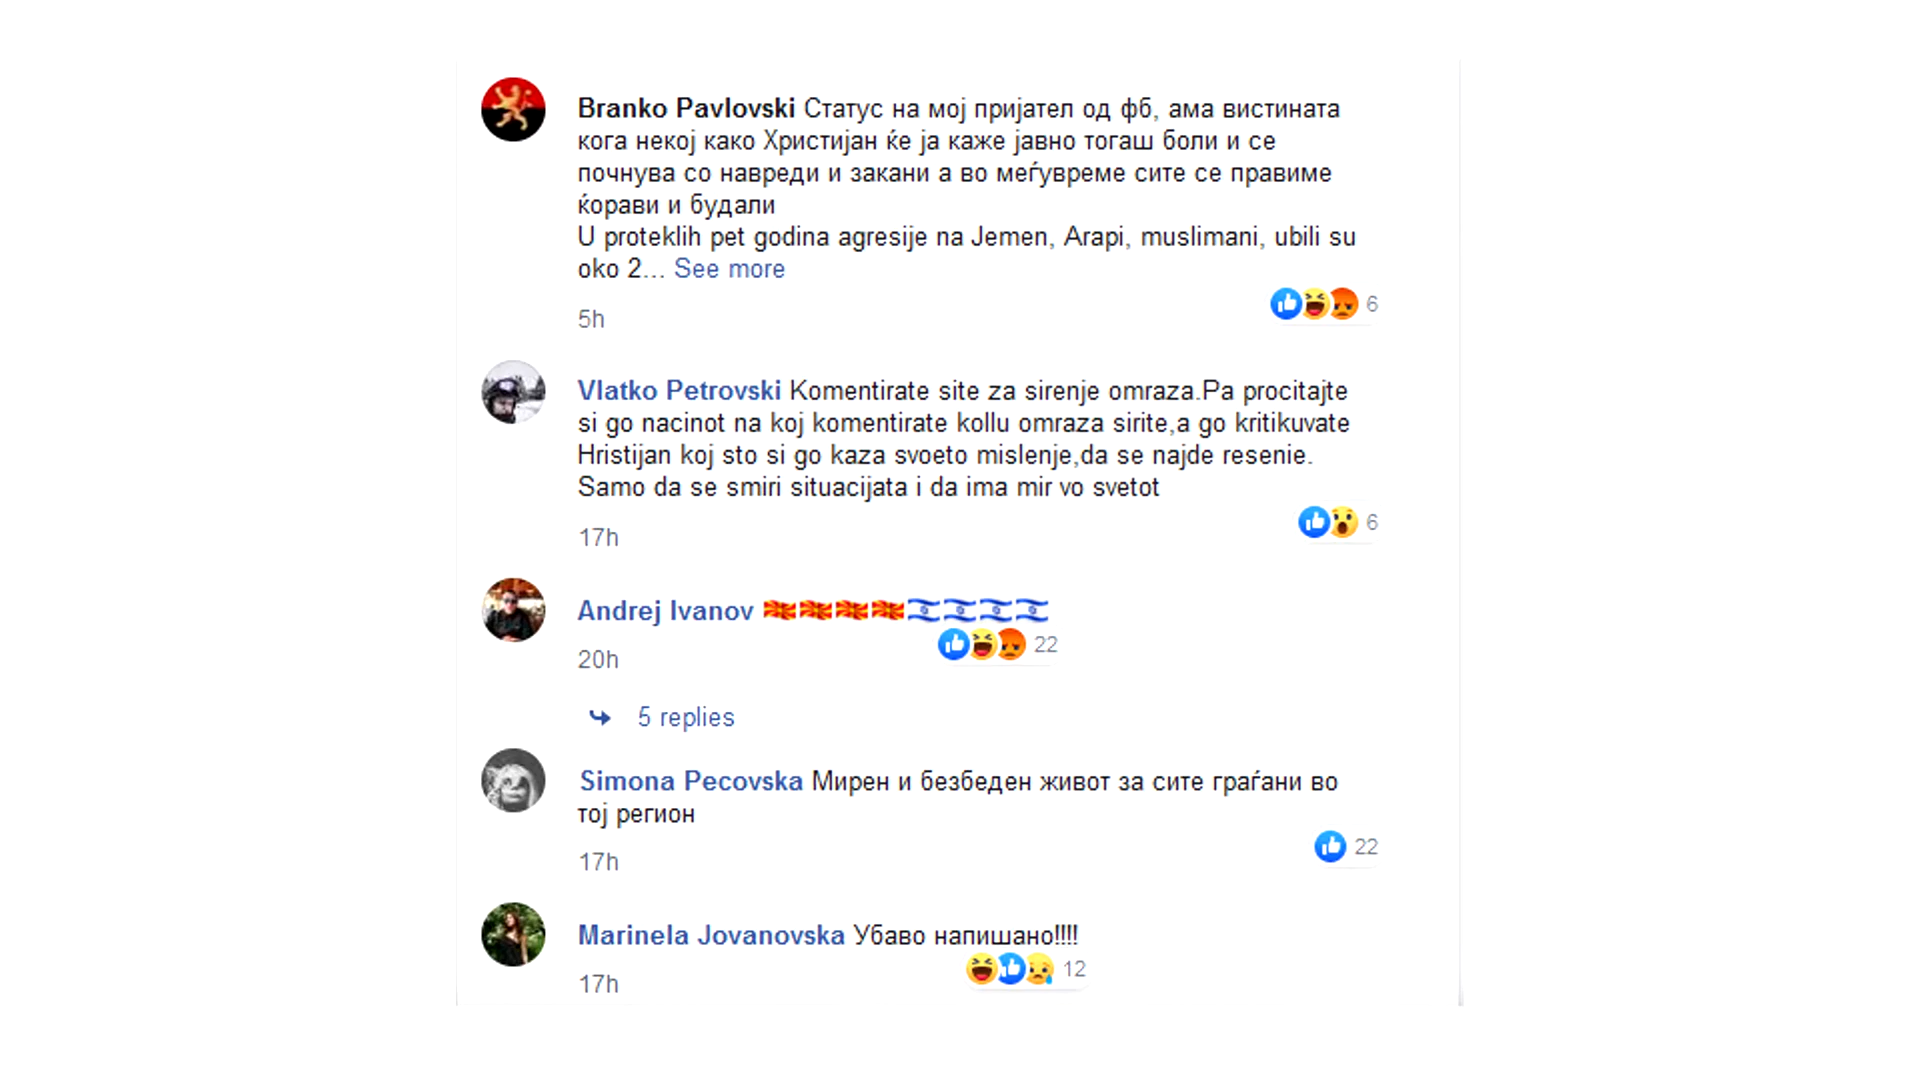 Branko Pavlovski Статус на мој пријател од фб, ама вистината
кога некој како Христијан ќе ја каже јавно тогаш боли и се
почнува со навреди и закани а во меѓувреме сите се правиме
ќорави и будали
U proteklih pet godina agresije na Jemen, Arapi, muslimani, ubili su
oko 2... See more
6
5h
Vlatko Petrovski Komentirate site za sirenje omraza.Pa procitajte
si go nacinot na koj komentirate kollu omraza sirite,a go kritikuvate
Hristijan koj sto si go kaza svoeto mislenje,da se najde resenie.
Samo da se smiri situacijata i da ima mir vo svetot
6
17h
Andrej Ivanov 🇲🇰🇲🇰🇲🇰🇲🇰🇮🇱🇮🇱🇮🇱🇮🇱
22
20h
5 replies
Simona Pecovska Мирен и безбеден живот за сите граѓани во
тој регион
22
17h
Marinela Jovanovska Убаво напишано!!!!
12
17h